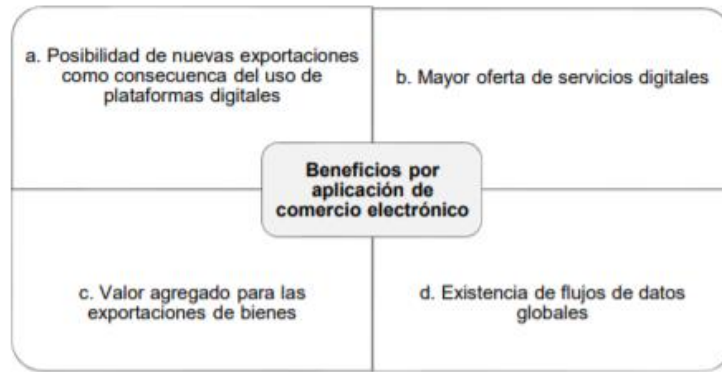 a. Posibilidad de nuevas exportaciones
como consecuenca del uso de
plataformas digitales
b. Mayor oferta de servicios digitales
Beneficios por
aplicación de
comercio electrónico
c. Valor agregado para las
exportaciones de bienes
d. Existencia de flujos de datos
globales